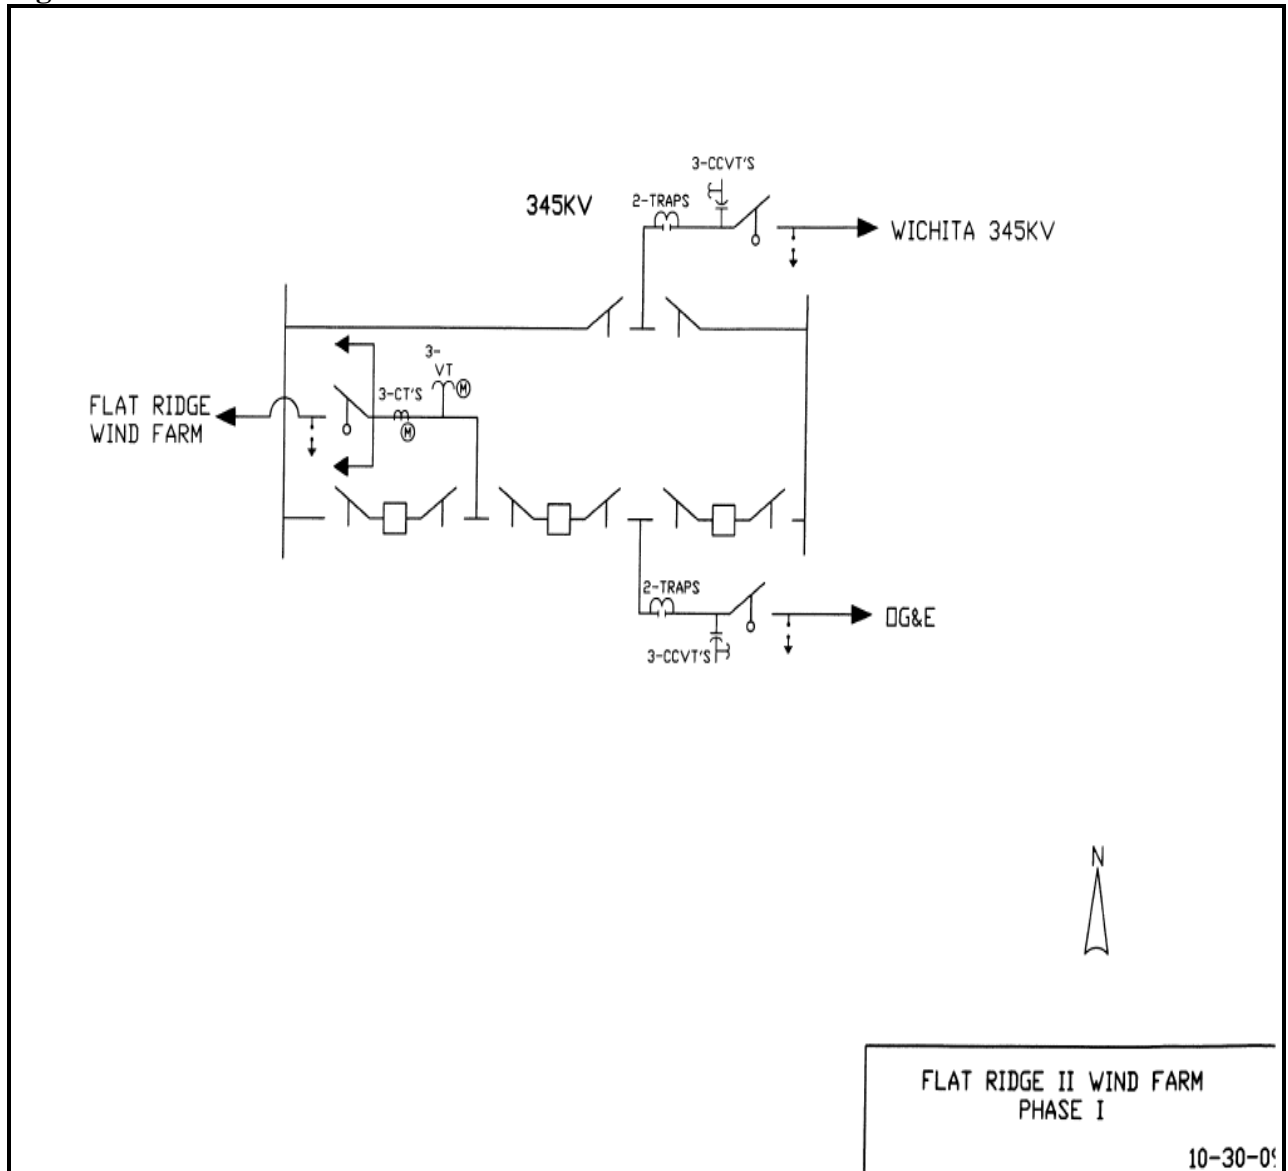 3-CCVT'S
345KV
2-TRAPS
WICHITA 345KV
3-
VT
M
3-CT'S
M
FLAT RIDGE
WIND FARM
2-TRAPS
OG&E
3-CCVT'S
N
FLAT RIDGE II WIND FARM
PHASE I